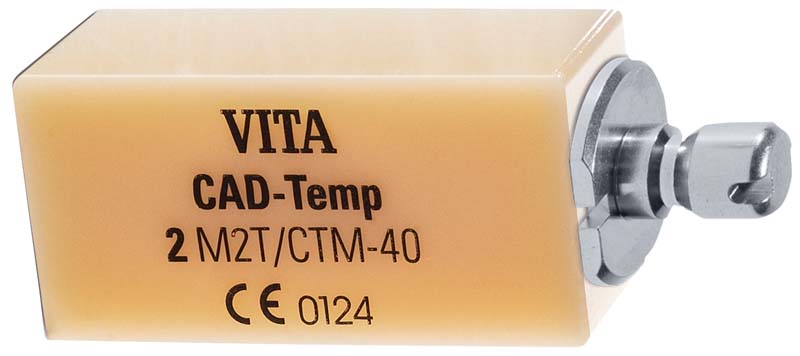 VITA
CAD-Temp
2 M2T/CTM-40
CE 0124